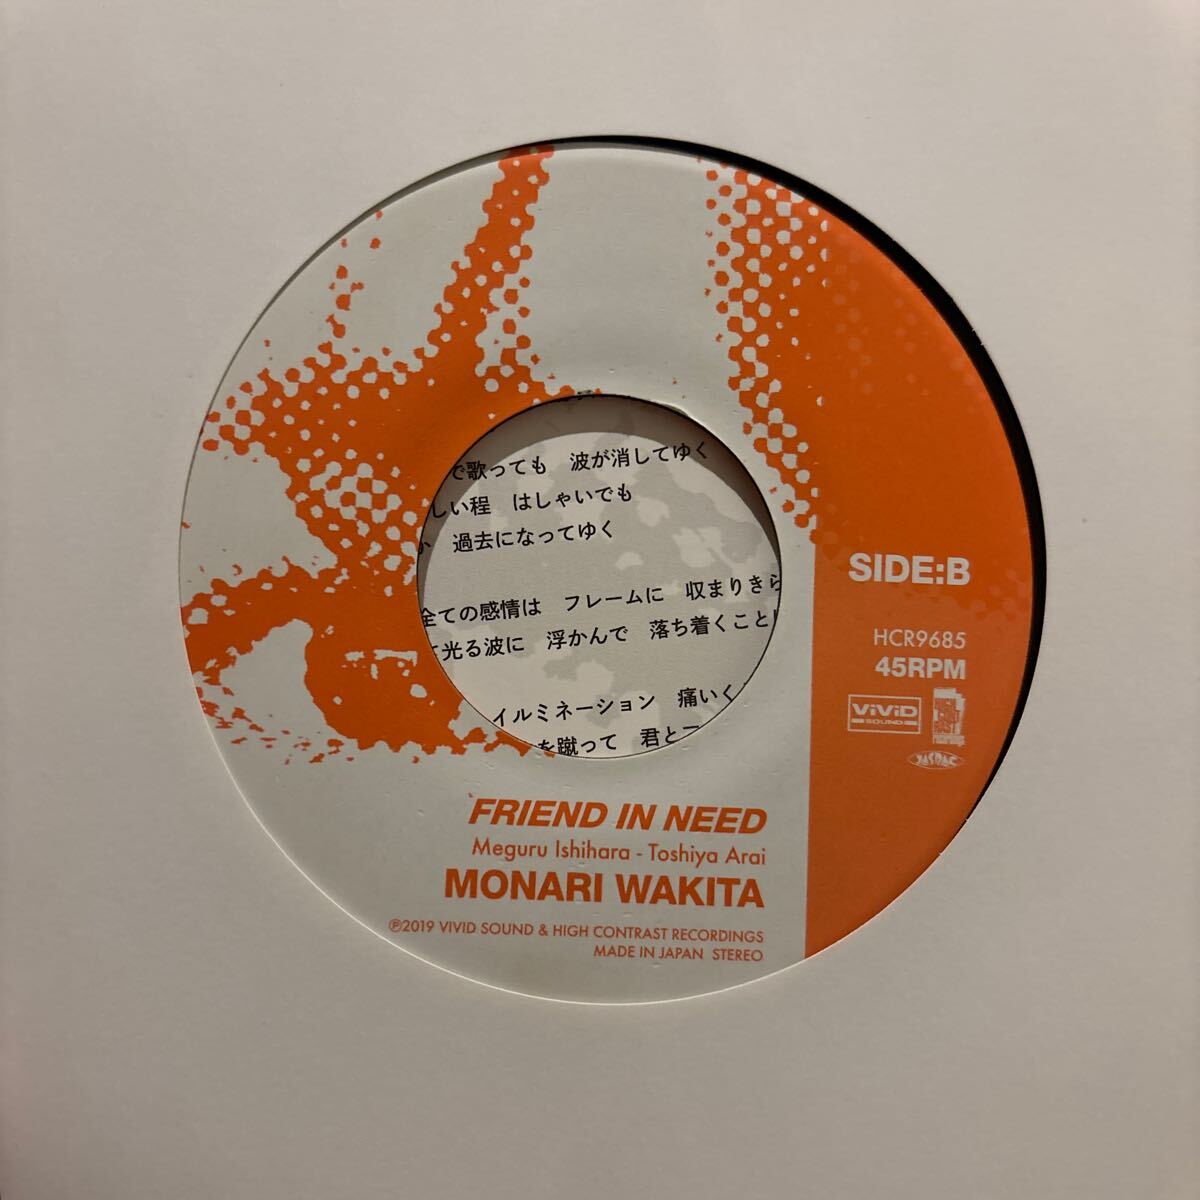 で歌っても　波が消してゆく
しい程　はしゃいでも
過去になってゆく
全ての感情は　フレームに　収まりきら
光る波に　浮かんで　落ち着くこと
イルミネーション　痛いく
を蹴って　君と
SIDE:B
HCR9685
45RPM
ViViD
SOUND
JASRAC
FRIEND IN NEED
Meguru Ishihara - Toshiya Arai
MONARI WAKITA
℗2019 VIVID SOUND & HIGH CONTRAST RECORDINGS
MADE IN JAPAN STEREO